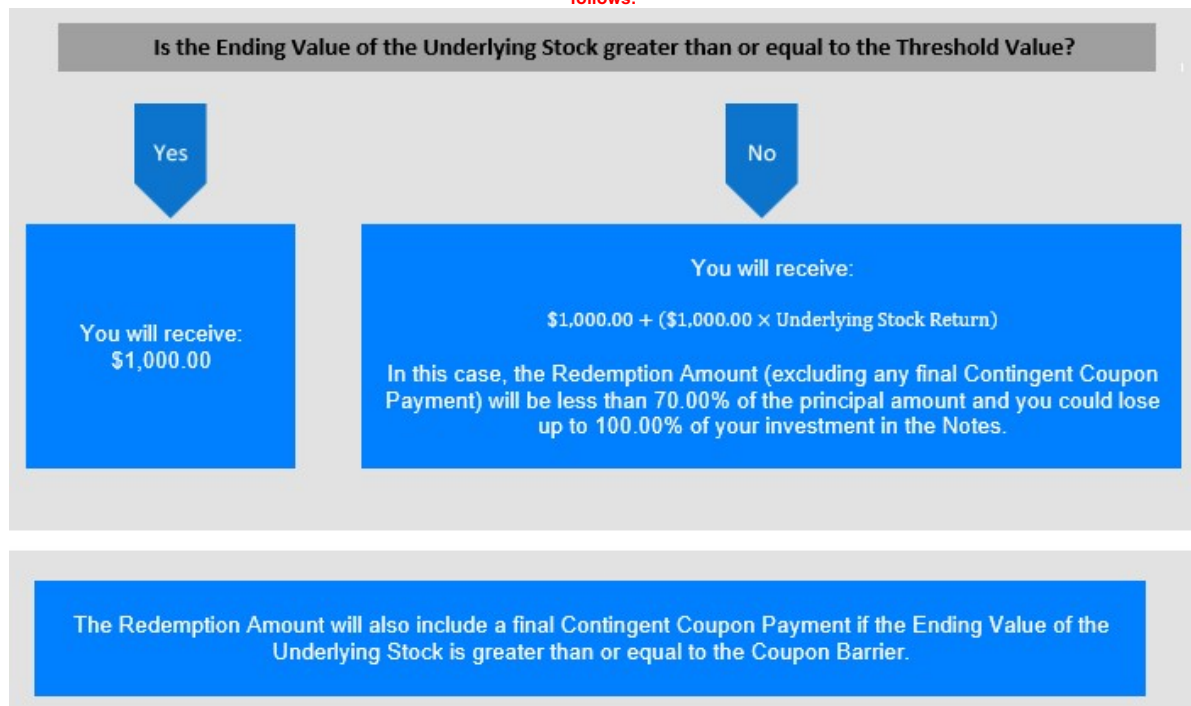 follows:
Is the Ending Value of the Underlying Stock greater than or equal to the Threshold Value?
Yes
No
You will receive:
$1,000.00
You will receive:
$1,000.00 + ($1,000.00 × Underlying Stock Return)
In this case, the Redemption Amount (excluding any final Contingent Coupon
Payment) will be less than 70.00% of the principal amount and you could lose
up to 100.00% of your investment in the Notes.
The Redemption Amount will also include a final Contingent Coupon Payment if the Ending Value of the
Underlying Stock is greater than or equal to the Coupon Barrier.